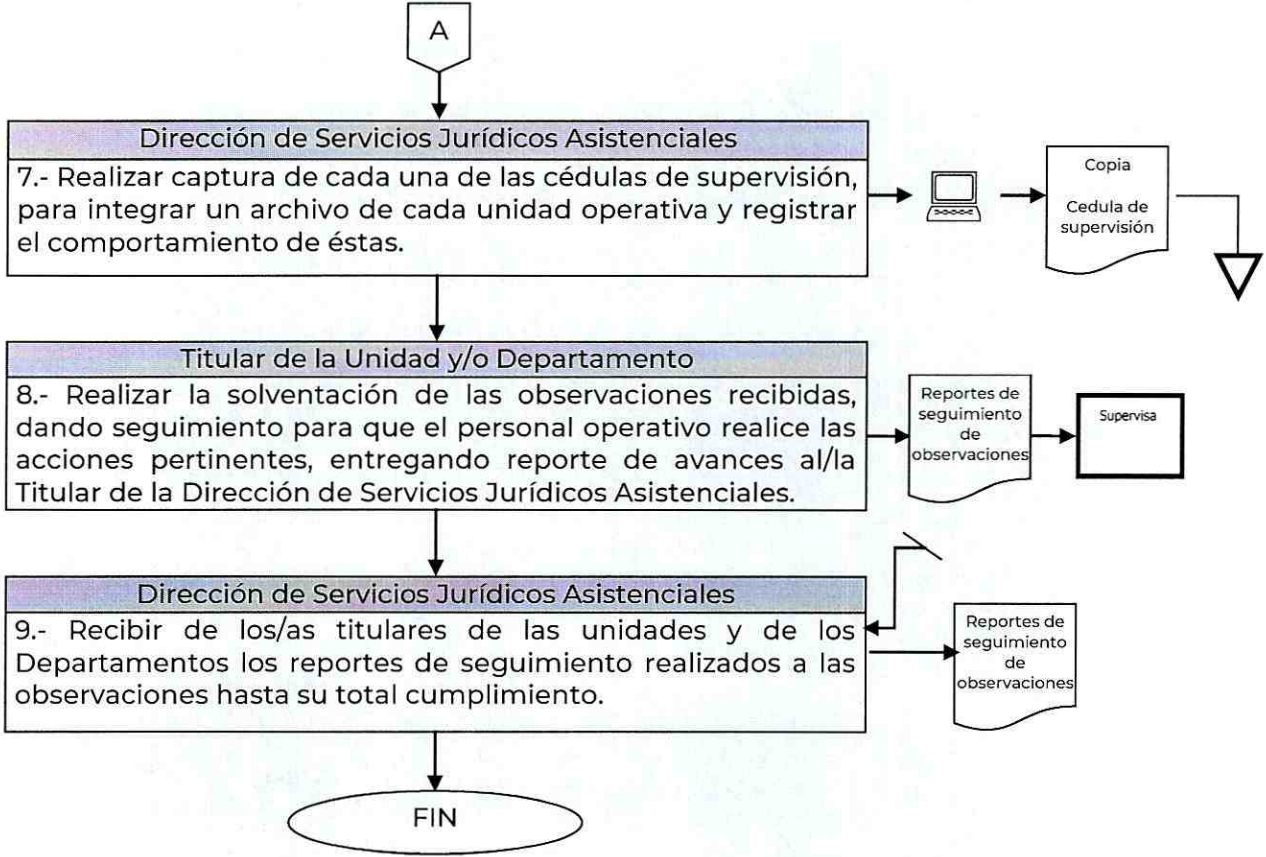 A
Dirección de Servicios Jurídicos Asistenciales
7.- Realizar captura de cada una de las cédulas de supervisión,
para integrar un archivo de cada unidad operativa y registrar
el comportamiento de éstas.
Copia
Cedula de
supervisión
Titular de la Unidad y/o Departamento
8.- Realizar la solventación de las observaciones recibidas,
dando seguimiento para que el personal operativo realice las
acciones pertinentes, entregando reporte de avances al/la
Titular de la Dirección de Servicios Jurídicos Asistenciales.
Reportes de
seguimiento
de
observaciones
Supervisa
Dirección de Servicios Jurídicos Asistenciales
9.- Recibir de los/as titulares de las unidades y de los
Departamentos los reportes de seguimiento realizados a las
observaciones hasta su total cumplimiento.
Reportes de
seguimiento
de
observaciones
FIN